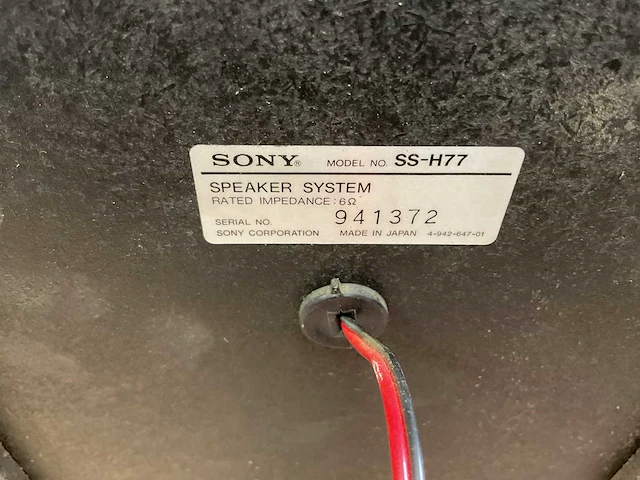 SONY® MODEL NO. SS-H77
SPEAKER SYSTEM
RATED IMPEDANCE : 6Ω
SERIAL NO. 941372
SONY CORPORATION MADE IN JAPAN 4-942-647-01